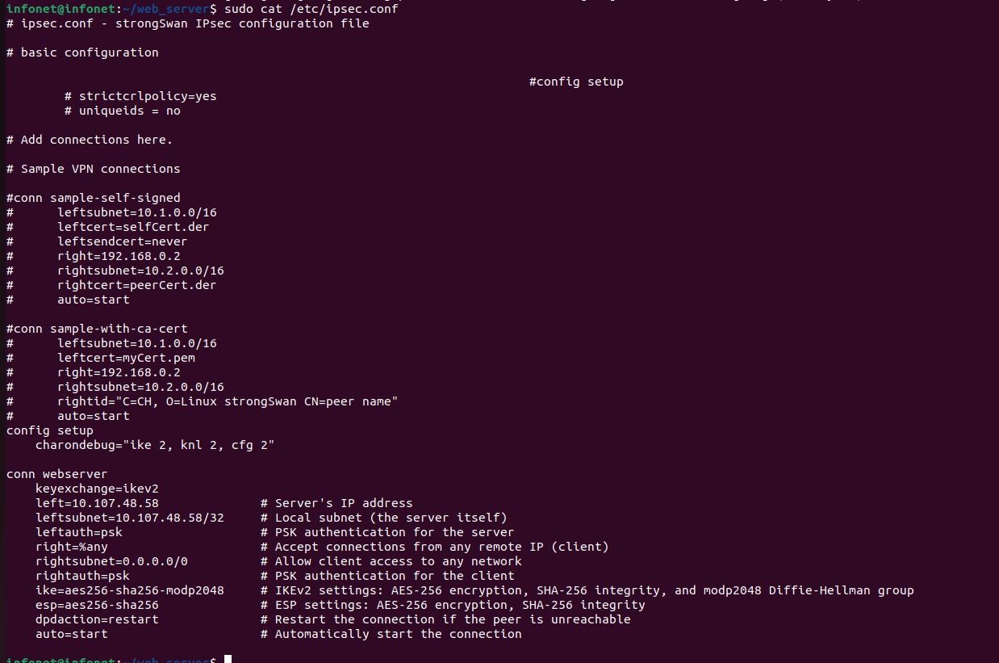 infonet@infonet:~/web_server$ sudo cat /etc/ipsec.conf
# ipsec.conf - strongSwan IPsec configuration file
# basic configuration
#config setup
# strictcrlpolicy=yes
# uniqueids = no
# Add connections here.
# Sample VPN connections
#conn sample-self-signed
#      leftsubnet=10.1.0.0/16
#      leftcert=selfCert.der
#      leftsendcert=never
#      right=192.168.0.2
#      rightsubnet=10.2.0.0/16
#      rightcert=peerCert.der
#      auto=start
#conn sample-with-ca-cert
#      leftsubnet=10.1.0.0/16
#      leftcert=myCert.pem
#      right=192.168.0.2
#      rightsubnet=10.2.0.0/16
#      rightid="C=CH, O=Linux strongSwan CN=peer name"
#      auto=start
config setup
    charondebug="ike 2, knl 2, cfg 2"
conn webserver
    keyexchange=ikev2
    left=10.107.48.58              # Server's IP address
    leftsubnet=10.107.48.58/32     # Local subnet (the server itself)
    leftauth=psk                   # PSK authentication for the server
    right=%any                     # Accept connections from any remote IP (client)
    rightsubnet=0.0.0.0/0          # Allow client access to any network
    rightauth=psk                  # PSK authentication for the client
    ike=aes256-sha256-modp2048     # IKEv2 settings: AES-256 encryption, SHA-256 integrity, and modp2048 Diffie-Hellman group
    esp=aes256-sha256              # ESP settings: AES-256 encryption, SHA-256 integrity
    dpdaction=restart              # Restart the connection if the peer is unreachable
    auto=start                     # Automatically start the connection
infonet@infonet:~/web_server$